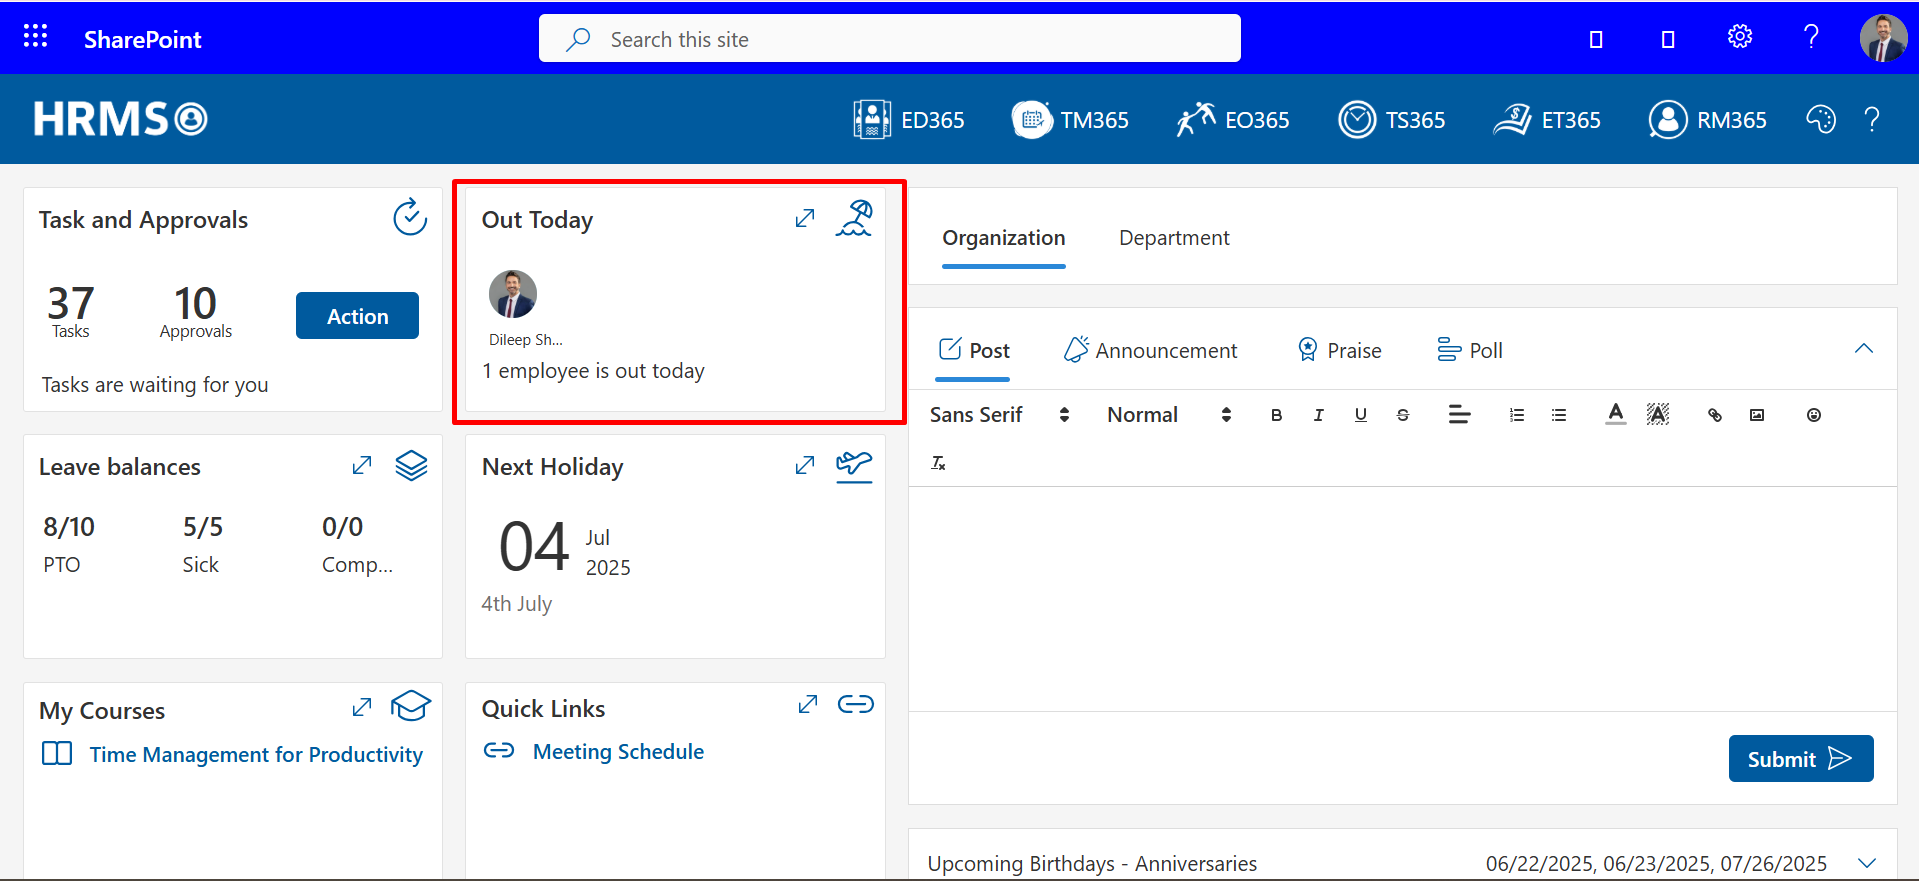 SharePoint
Search this site
HRMS
ED365
TM365
EO365
TS365
ET365
RM365
Task and Approvals
37
Tasks
10
Approvals
Action
Tasks are waiting for you
Out Today
Dileep Sh...
1 employee is out today
Organization
Department
Post
Announcement
Praise
Poll
Sans Serif
Normal
Leave balances
8/10
PTO
5/5
Sick
0/0
Comp...
Next Holiday
04
Jul
2025
4th July
My Courses
Time Management for Productivity
Quick Links
Meeting Schedule
Submit
Upcoming Birthdays - Anniversaries
06/22/2025, 06/23/2025, 07/26/2025